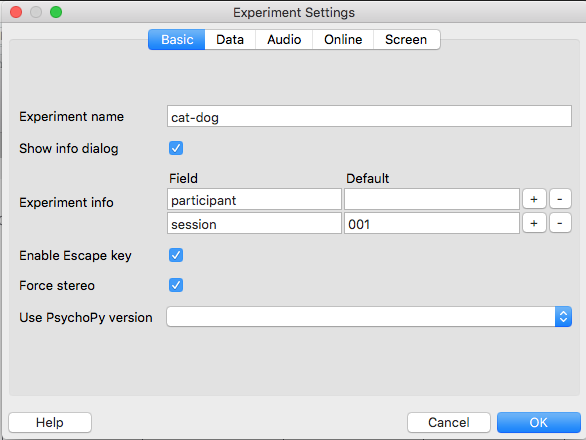 Experiment Settings
Basic Data Audio Online Screen
Experiment name cat-dog
Show info dialog
Field Default
Experiment info participant + -
session 001 + -
Enable Escape key
Force stereo
Use PsychoPy version
Help Cancel OK